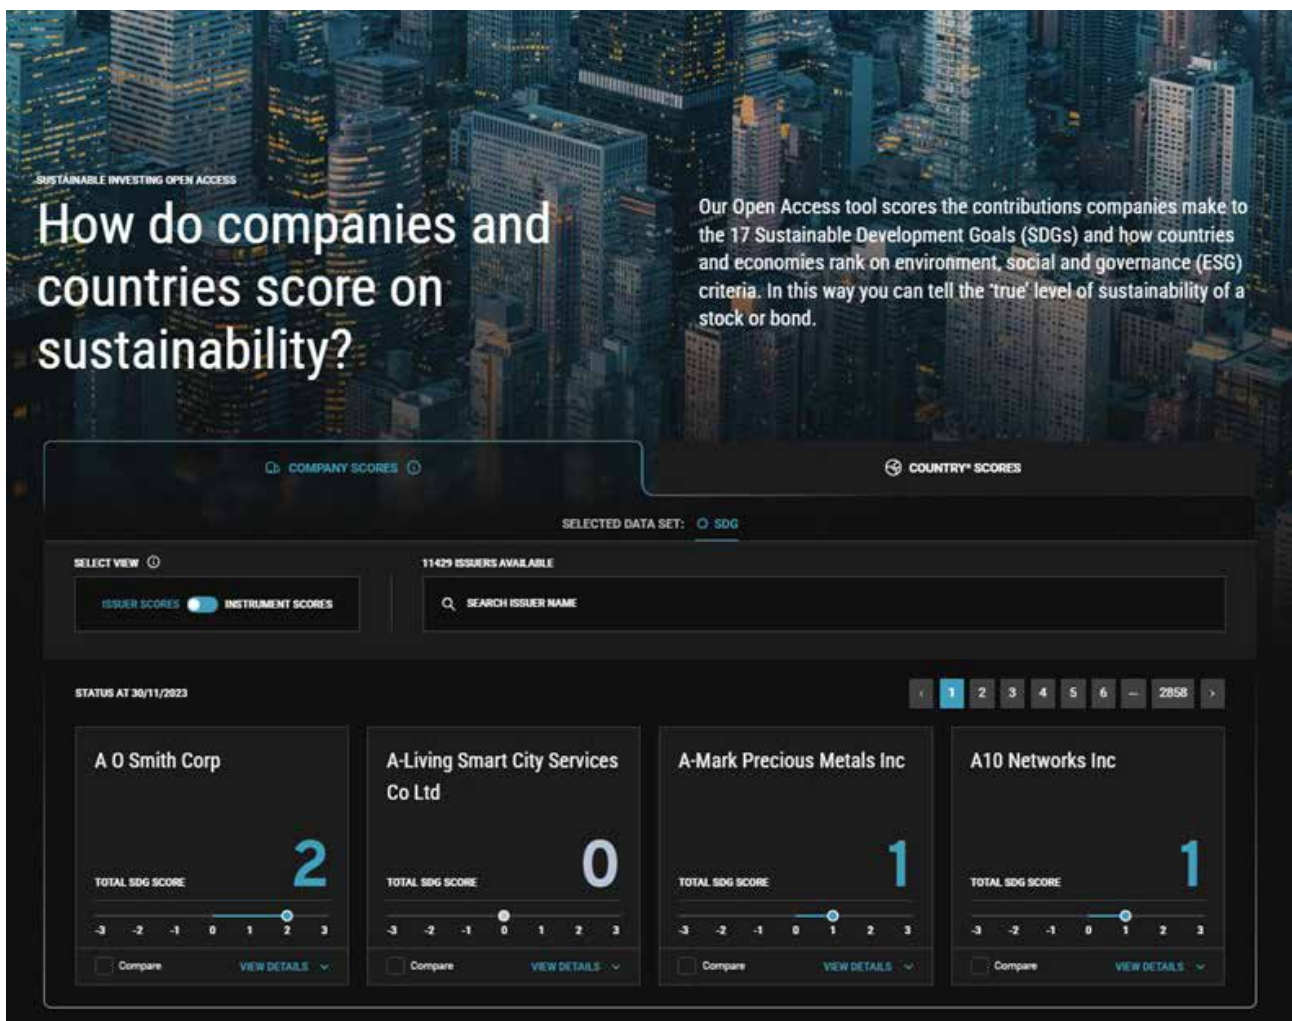 SUSTAINABLE INVESTING OPEN ACCESS
How do companies and
countries score on
sustainability?
Our Open Access tool scores the contributions companies make to
the 17 Sustainable Development Goals (SDGs) and how countries
and economies rank on environment, social and governance (ESG)
criteria. In this way you can tell the 'true' level of sustainability of a
stock or bond.
COMPANY SCORES
COUNTRY* SCORES
SELECTED DATA SET: SDG
SELECT VIEW
ISSUER SCORES INSTRUMENT SCORES
11429 ISSUERS AVAILABLE
SEARCH ISSUER NAME
STATUS AT 30/11/2023
‹ 1 2 3 4 5 6 ... 2858 ›
A O Smith Corp
2
TOTAL SDG SCORE
-3 -2 -1 0 1 2 3
Compare VIEW DETAILS
A-Living Smart City Services
Co Ltd
0
TOTAL SDG SCORE
-3 -2 -1 0 1 2 3
Compare VIEW DETAILS
A-Mark Precious Metals Inc
1
TOTAL SDG SCORE
-3 -2 -1 0 1 2 3
Compare VIEW DETAILS
A10 Networks Inc
1
TOTAL SDG SCORE
-3 -2 -1 0 1 2 3
Compare VIEW DETAILS